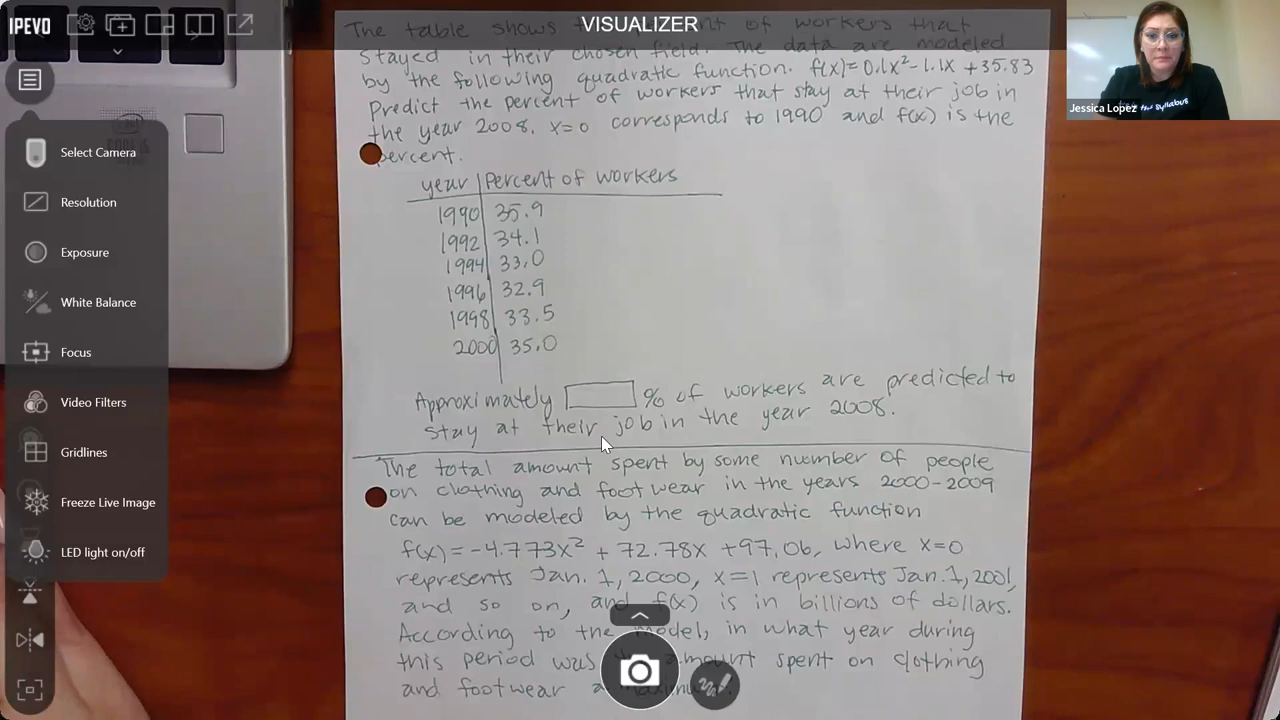 VISUALIZER
IPEVO
Select Camera
Resolution
Exposure
White Balance
Focus
Video Filters
Gridlines
Freeze Live Image
LED light on/off
Jessica Lopez
The table shows of workers that
stayed in their chosen field. The data are modeled
by the following quadratic function. f(x)=0.1x²-1.1x+35.83
Predict the percent of workers that stay at their job in
the year 2008. x=0 corresponds to 1990 and f(x) is the
percent.
year Percent of workers
1990 35.9
1992 34.1
1994 33.0
1996 32.9
1998 33.5
2000 35.0
Approximately % of workers are predicted to
stay at their job in the year 2008.
The total amount spent by some number of people
on clothing and footwear in the years 2000-2009
can be modeled by the quadratic function
f(x)=-4.773x²+72.78x+97.06, where x=0
represents Jan. 1, 2000, x=1 represents Jan. 1, 2001,
and so on, and f(x) is in billions of dollars.
According to the model, in what year during
this period was amount spent on clothing
and footwear a